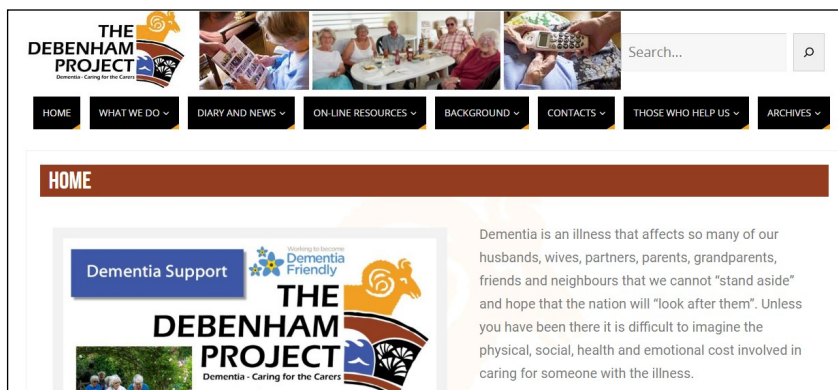 THE
DEBENHAM
PROJECT
Dementia - Caring for the Carers
Search...
HOME
WHAT WE DO
DIARY AND NEWS
ON-LINE RESOURCES
BACKGROUND
CONTACTS
THOSE WHO HELP US
ARCHIVES
HOME
Dementia Support
Working to become
Dementia
Friendly
THE
DEBENHAM
PROJECT
Dementia - Caring for the Carers
Dementia is an illness that affects so many of our
husbands, wives, partners, parents, grandparents,
friends and neighbours that we cannot “stand aside”
and hope that the nation will “look after them”. Unless
you have been there it is difficult to imagine the
physical, social, health and emotional cost involved in
caring for someone with the illness.